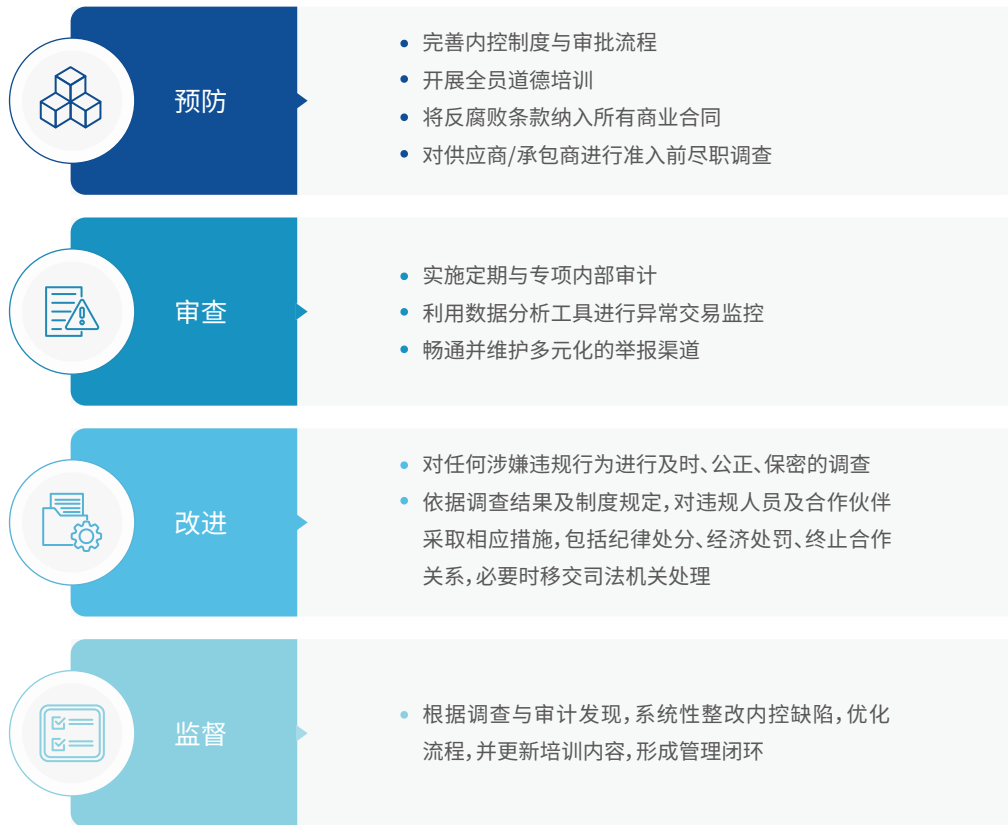 预防
完善内控制度与审批流程
开展全员道德培训
将反腐败条款纳入所有商业合同
对供应商/承包商进行准入前尽职调查
审查
实施定期与专项内部审计
利用数据分析工具进行异常交易监控
畅通并维护多元化的举报渠道
改进
对任何涉嫌违规行为进行及时、公正、保密的调查
依据调查结果及制度规定，对违规人员及合作伙伴
采取相应措施，包括纪律处分、经济处罚、终止合作
关系，必要时移交司法机关处理
监督
根据调查与审计发现，系统性整改内控缺陷，优化
流程，并更新培训内容，形成管理闭环